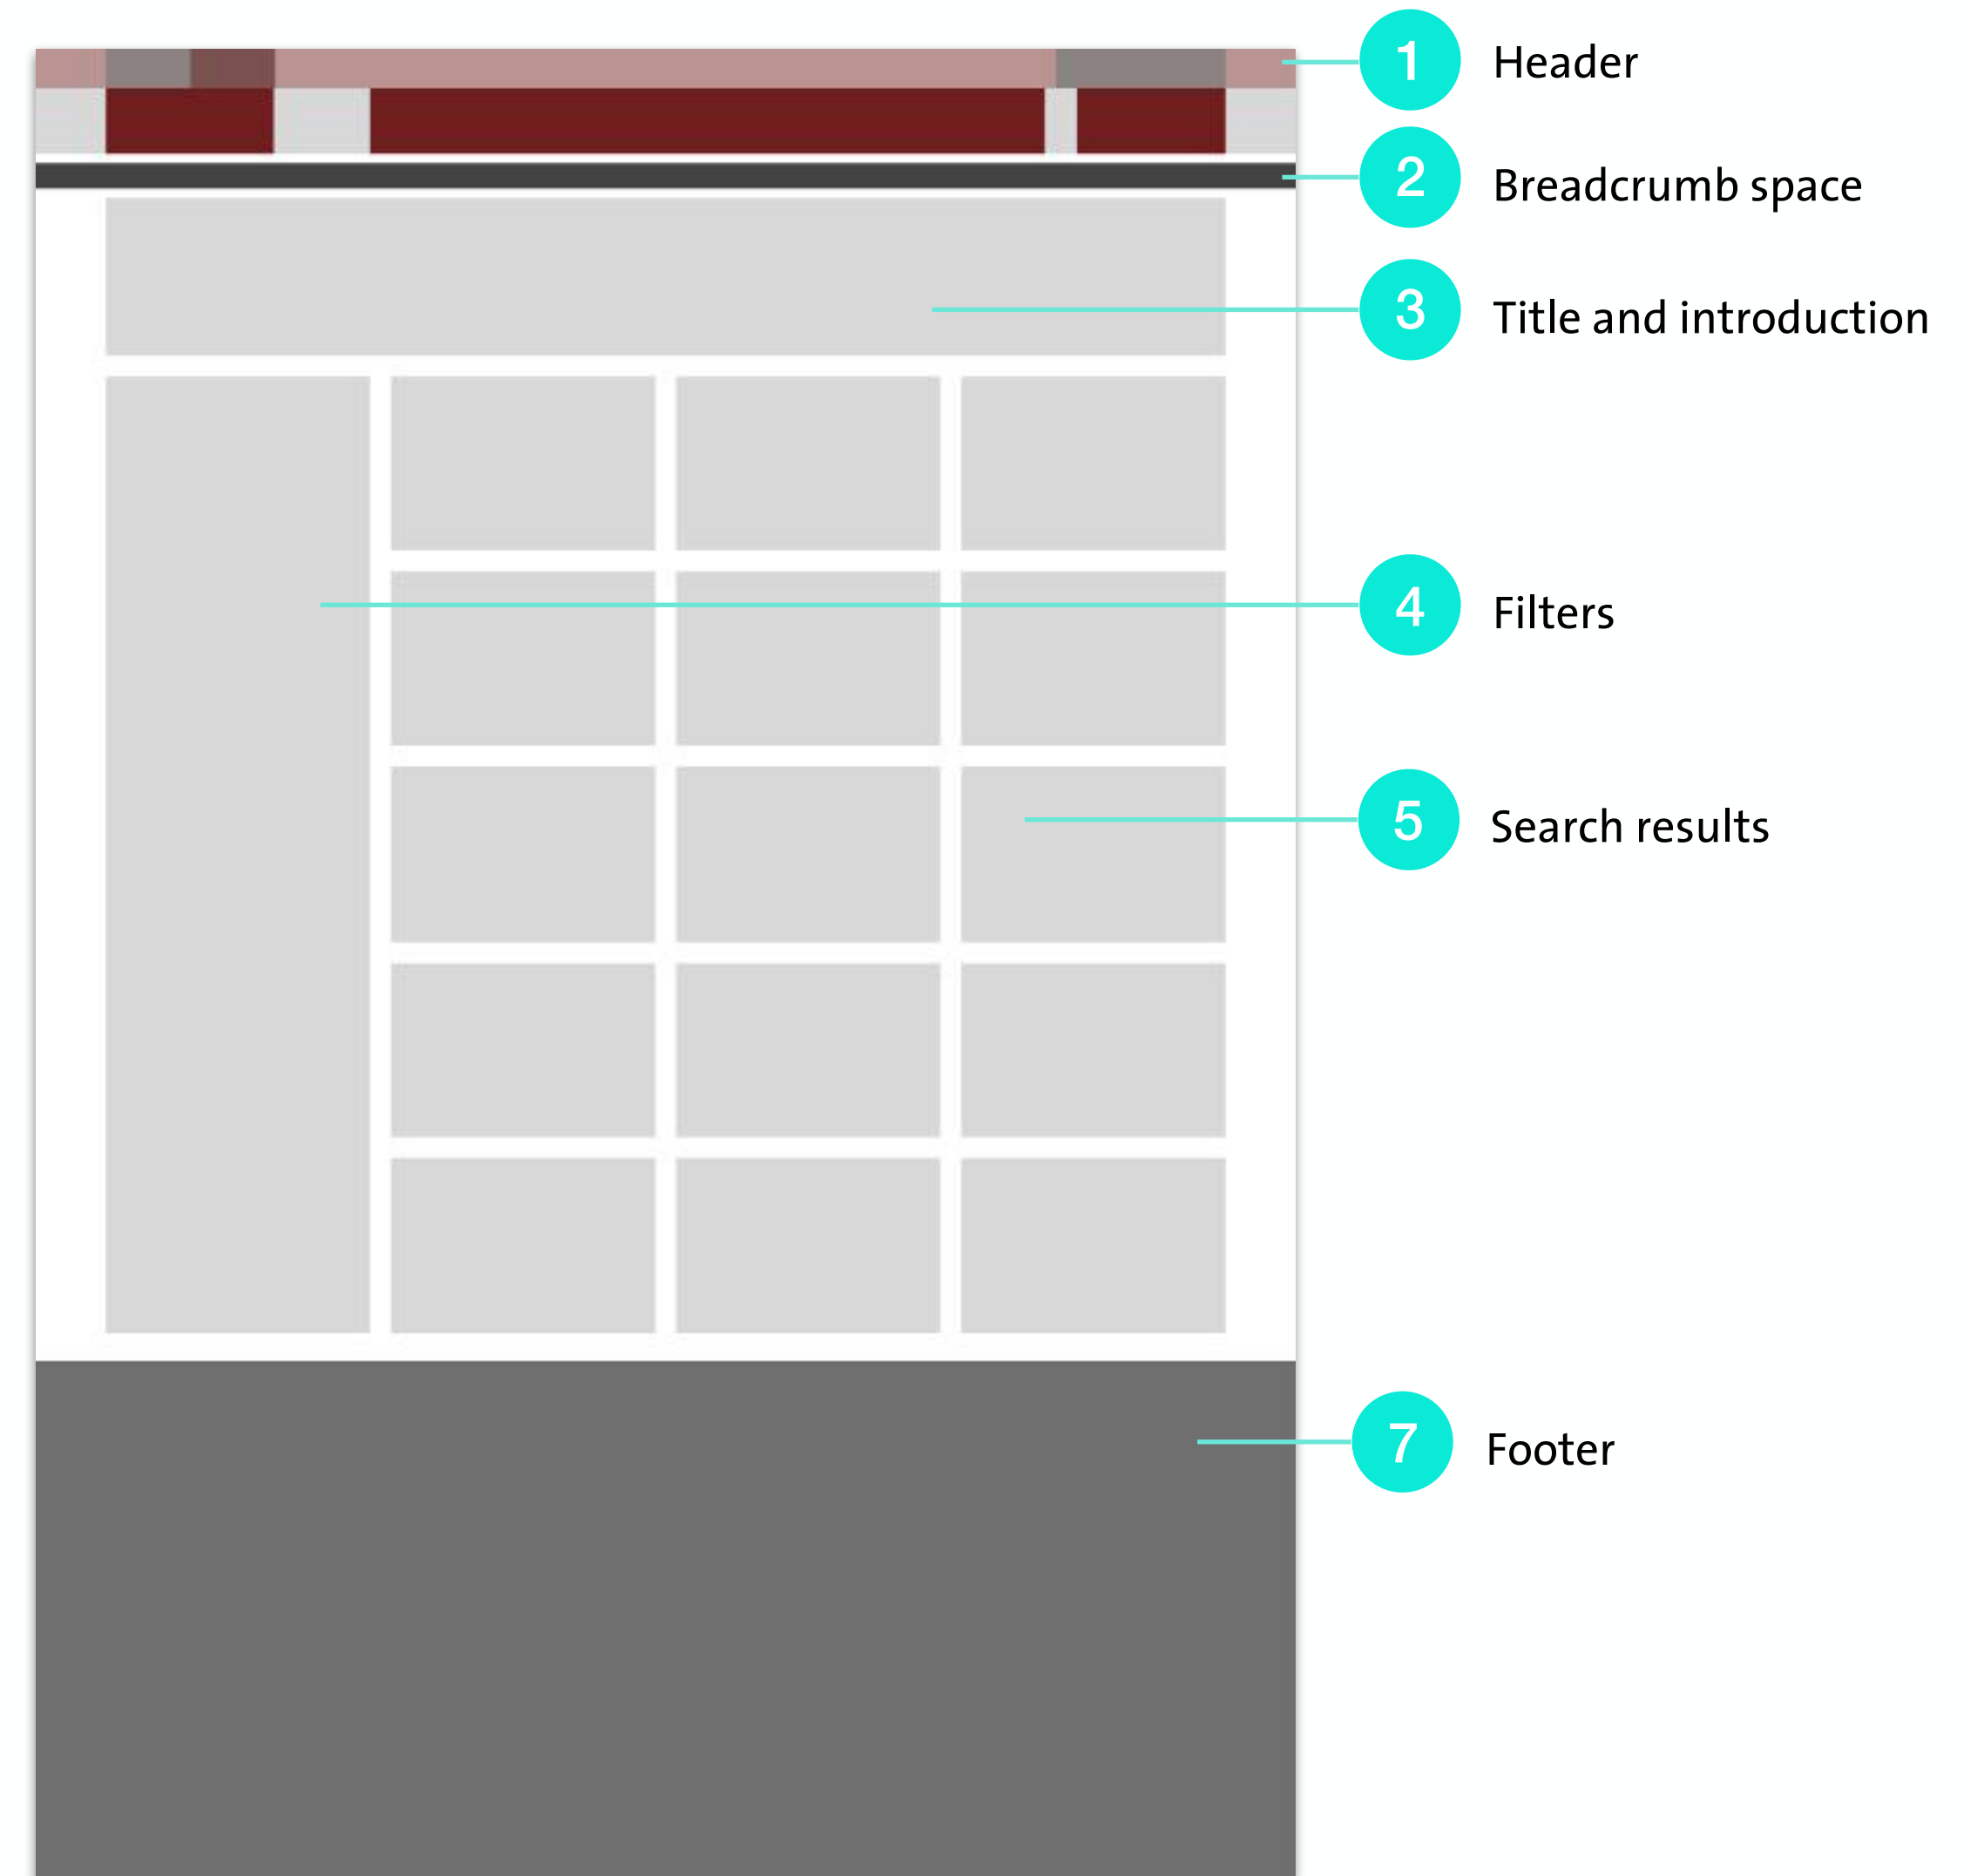 1 Header
2 Breadcrumb space
3 Title and introduction
4 Filters
5 Search results
7 Footer